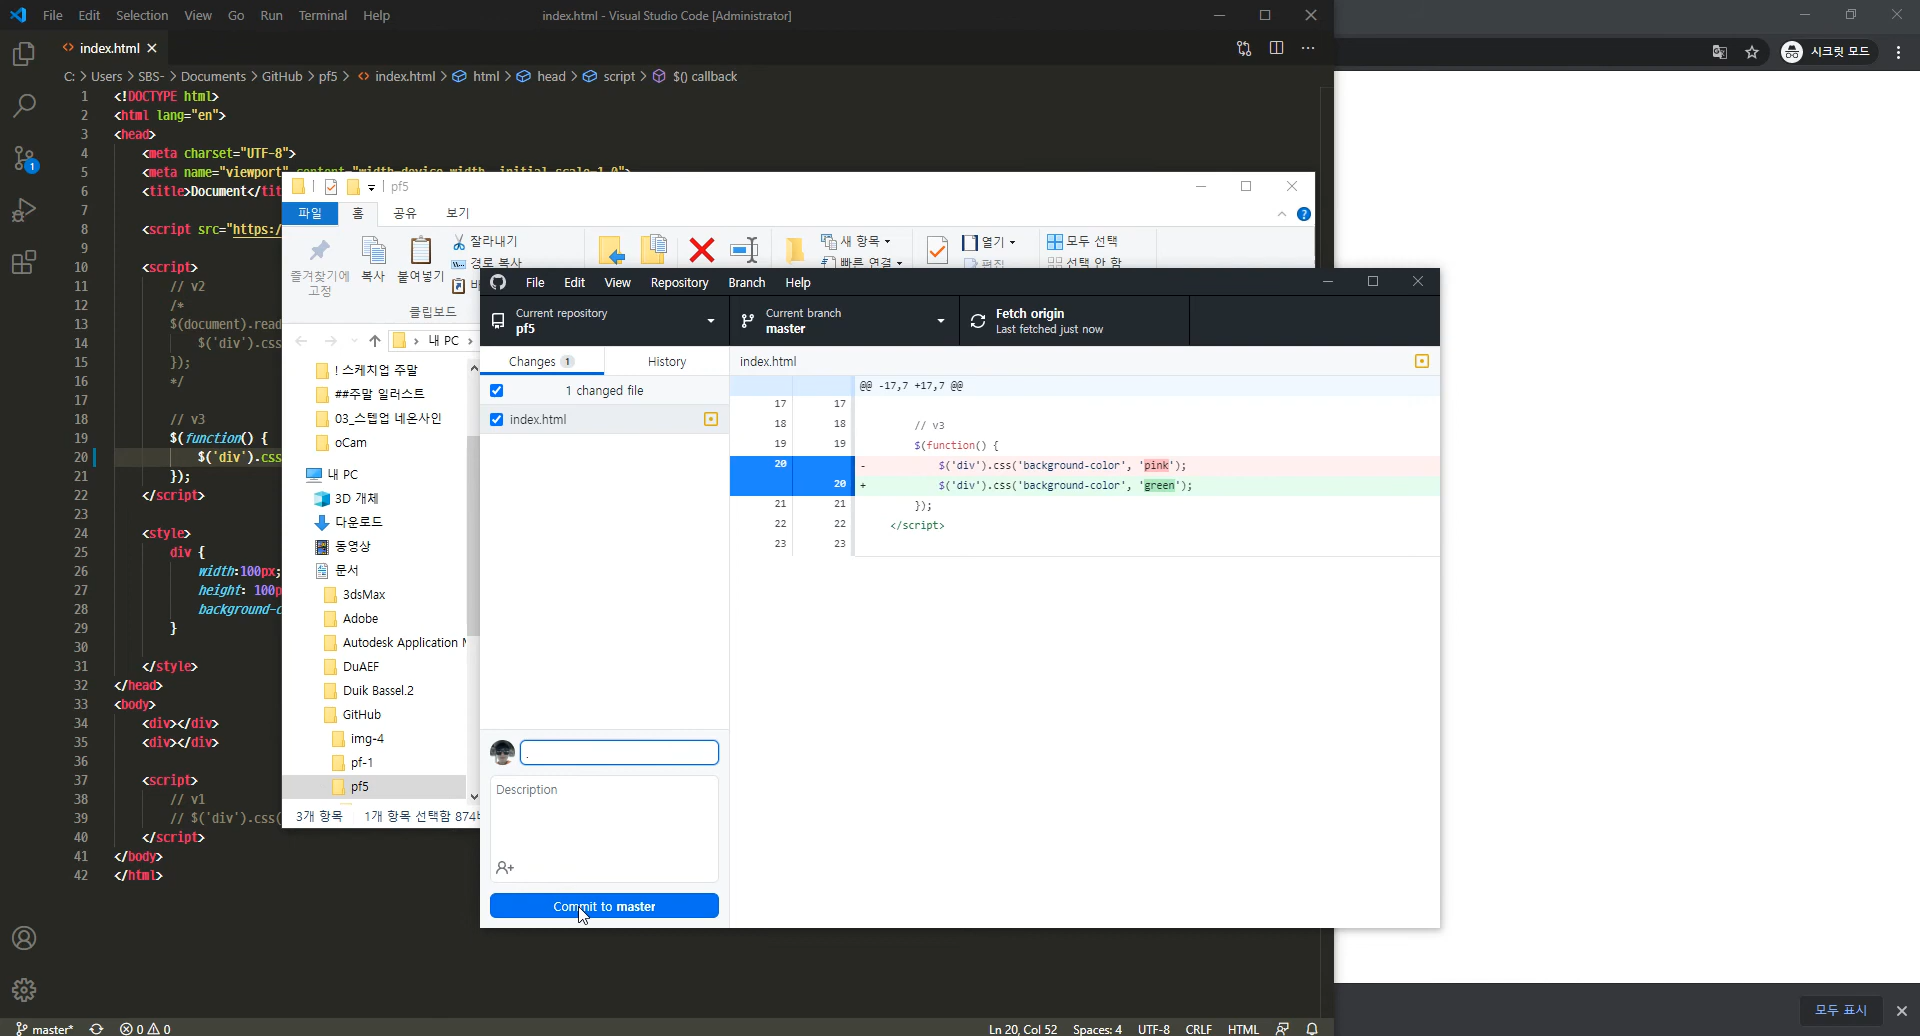 File Edit Selection View Go Run Terminal Help
index.html - Visual Studio Code [Administrator]
index.html
C: > Users > SBS- > Documents > GitHub > pf5 > index.html > html > head > script > $() callback
1 <!DOCTYPE html>
2 <html lang="en">
3 <head>
4 <meta charset="UTF-8">
5 <meta name="viewport" content="width=device-width, initial-scale=1.0">
6 <title>Document</tit
7
8 <script src="https:/
9
10 <script>
11 // v2
12 /*
13 $(document).read
14 $('div').css
15 });
16 */
17
18 // v3
19 $(function() {
20 $('div').css
21 });
22 </script>
23
24 <style>
25 div {
26 width:100px;
27 height: 100p
28 background-c
29 }
30
31 </style>
32 </head>
33 <body>
34 <div></div>
35 <div></div>
36
37 <script>
38 // v1
39 // $('div').css(
40 </script>
41 </body>
42 </html>
1
master*
0 0
Ln 20, Col 52 Spaces: 4 UTF-8 CRLF HTML
시크릿 모드
모두 표시
pf5
파일 홈 공유 보기
즐겨찾기에
고정
복사
붙여넣기
잘라내기
경로 복사
클립보드
새 항목
빠른 연결
열기
편집
모두 선택
선택 안 함
내 PC
! 스케치업 주말
##주말 일러스트
03_스텝업 네온사인
oCam
내 PC
3D 개체
다운로드
동영상
문서
3dsMax
Adobe
Autodesk Application
DuAEF
Duik Bassel.2
GitHub
img-4
pf-1
pf5
3개 항목 1개 항목 선택함 874
File Edit View Repository Branch Help
Current repository
pf5
Current branch
master
Fetch origin
Last fetched just now
Changes 1
History
1 changed file
index.html
index.html
@@ -17,7 +17,7 @@
17 17
18 18 // v3
19 19 $(function() {
20 - $('div').css('background-color', 'pink');
20 + $('div').css('background-color', 'green');
21 21 });
22 22 </script>
23 23
.
Description
Commit to master